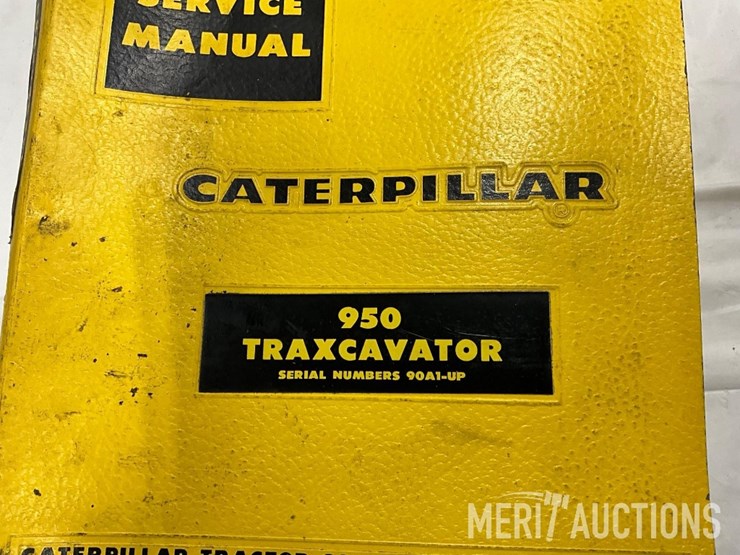 SERVICE
MANUAL
CATERPILLAR
®
950
TRAXCAVATOR
SERIAL NUMBERS 90A1-UP
CATERPILLAR TRACTOR
MERIT AUCTIONS